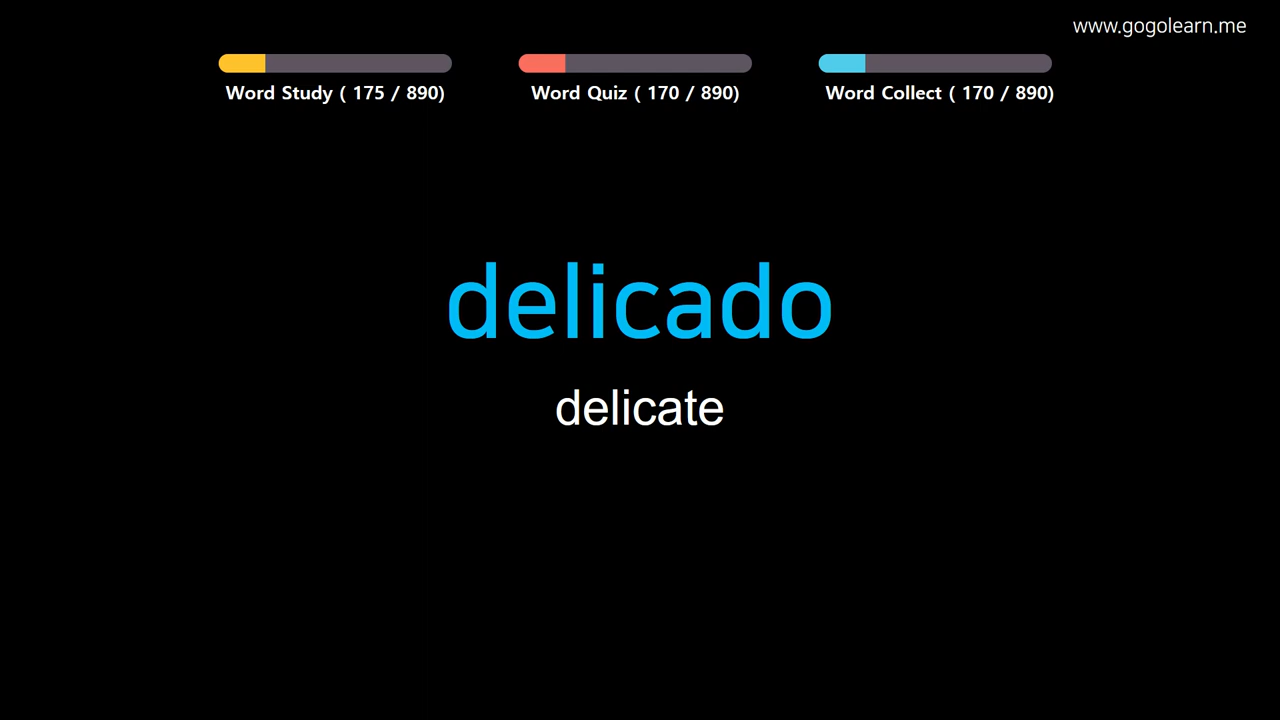 www.gogolearn.me
Word Study ( 175 / 890)
Word Quiz ( 170 / 890)
Word Collect ( 170 / 890)
delicado
delicate